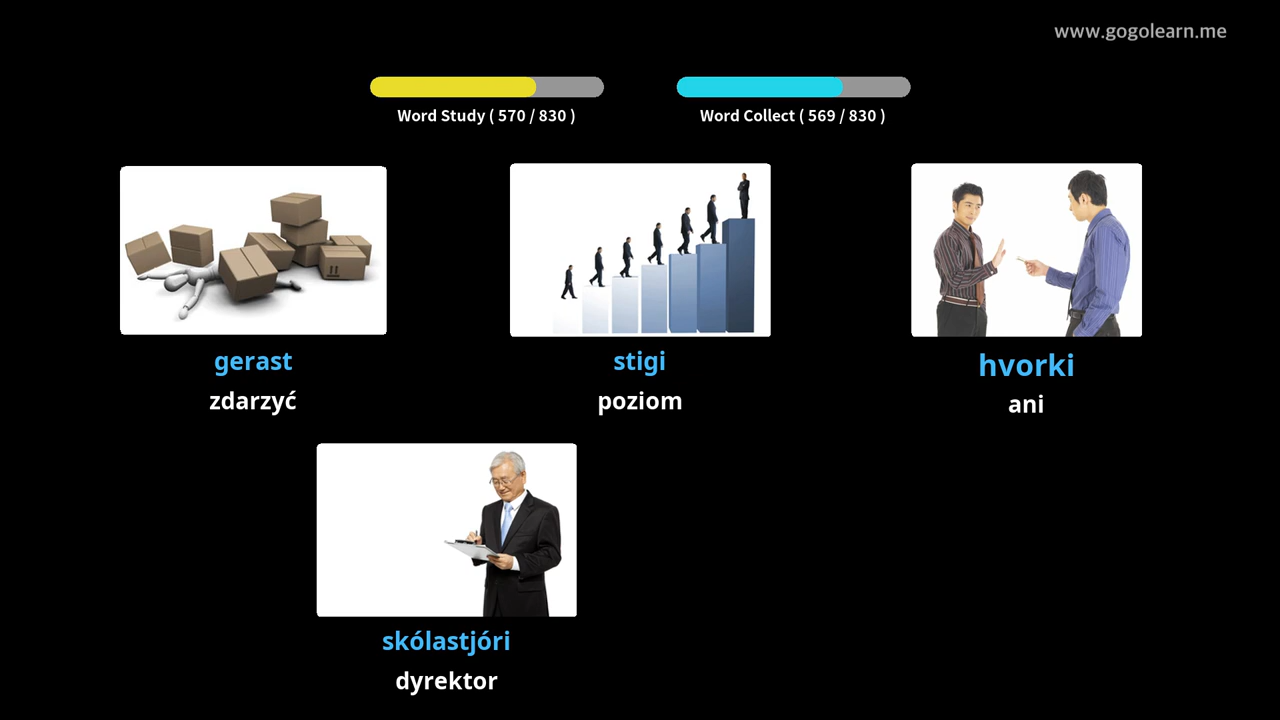 www.gogolearn.me
Word Study ( 570 / 830 )
Word Collect ( 569 / 830 )
gerast
zdarzyć
stigi
poziom
hvorki
ani
skólastjóri
dyrektor